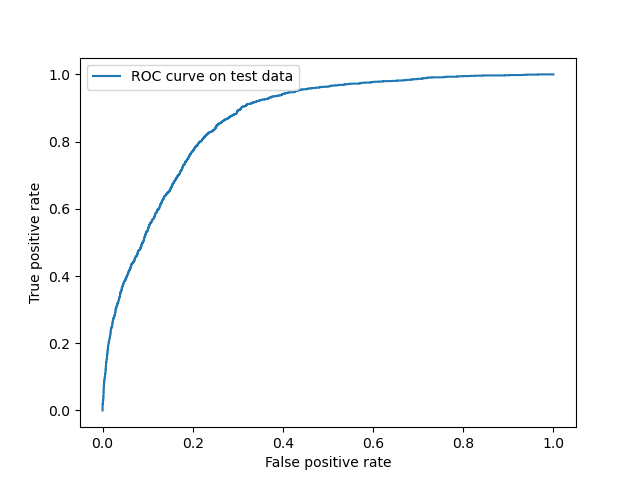 ROC curve on test data
1.0
0.8
0.6
0.4
0.2
0.0
True positive rate
0.0 0.2 0.4 0.6 0.8 1.0
False positive rate